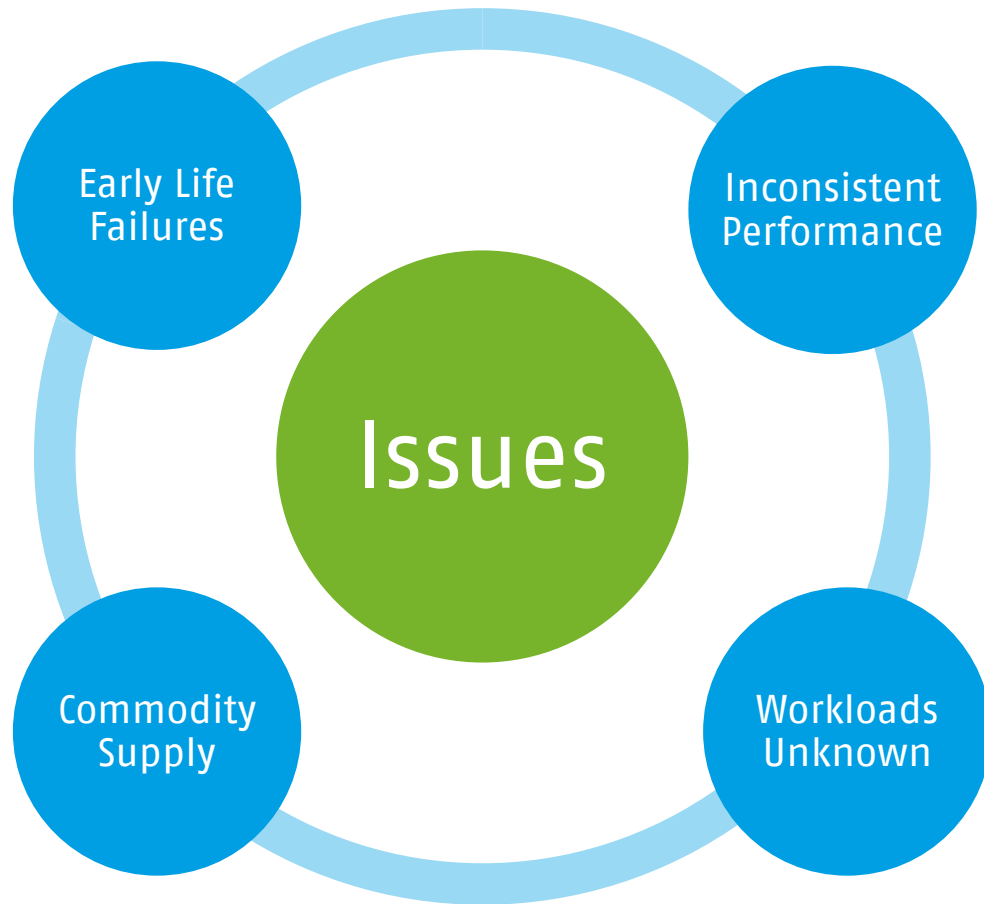 Early Life
Failures
Inconsistent
Performance
Issues
Commodity
Supply
Workloads
Unknown